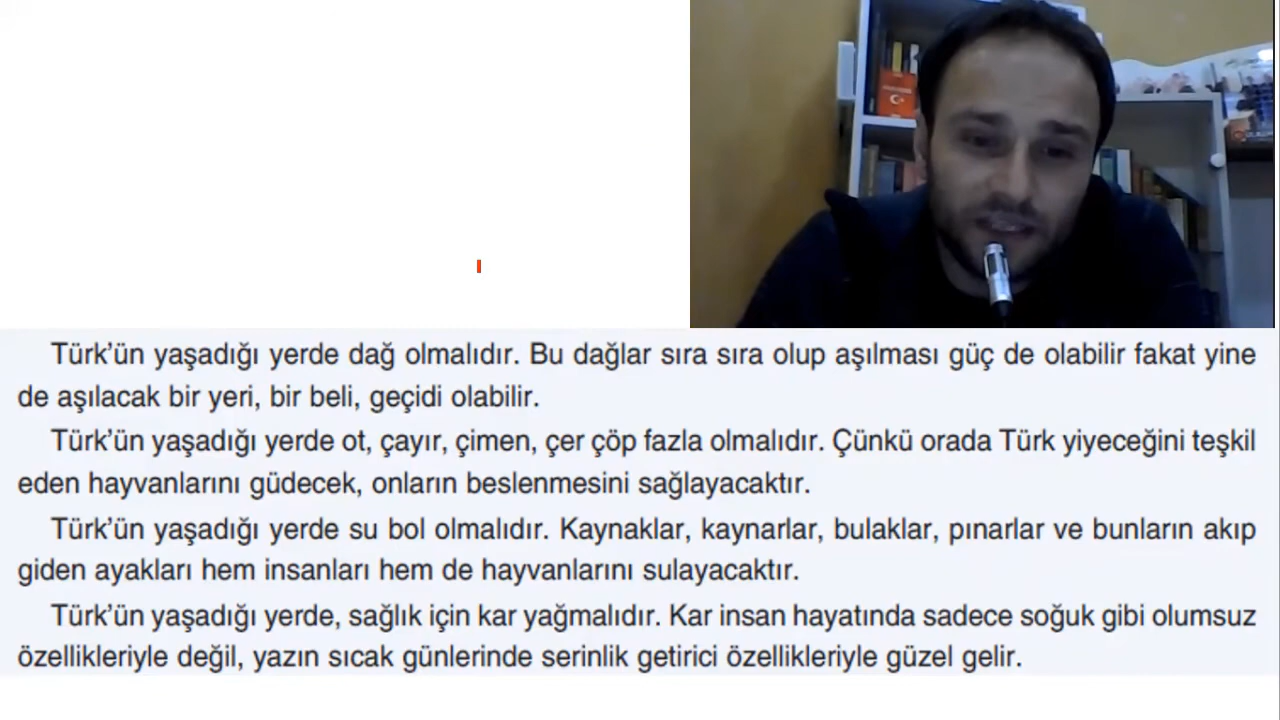 Türk’ün yaşadığı yerde dağ olmalıdır. Bu dağlar sıra sıra olup aşılması güç de olabilir fakat yine
de aşılacak bir yeri, bir beli, geçidi olabilir.
Türk’ün yaşadığı yerde ot, çayır, çimen, çer çöp fazla olmalıdır. Çünkü orada Türk yiyeceğini teşkil
eden hayvanlarını güdecek, onların beslenmesini sağlayacaktır.
Türk’ün yaşadığı yerde su bol olmalıdır. Kaynaklar, kaynarlar, bulaklar, pınarlar ve bunların akıp
giden ayakları hem insanları hem de hayvanlarını sulayacaktır.
Türk’ün yaşadığı yerde, sağlık için kar yağmalıdır. Kar insan hayatında sadece soğuk gibi olumsuz
özellikleriyle değil, yazın sıcak günlerinde serinlik getirici özellikleriyle güzel gelir.